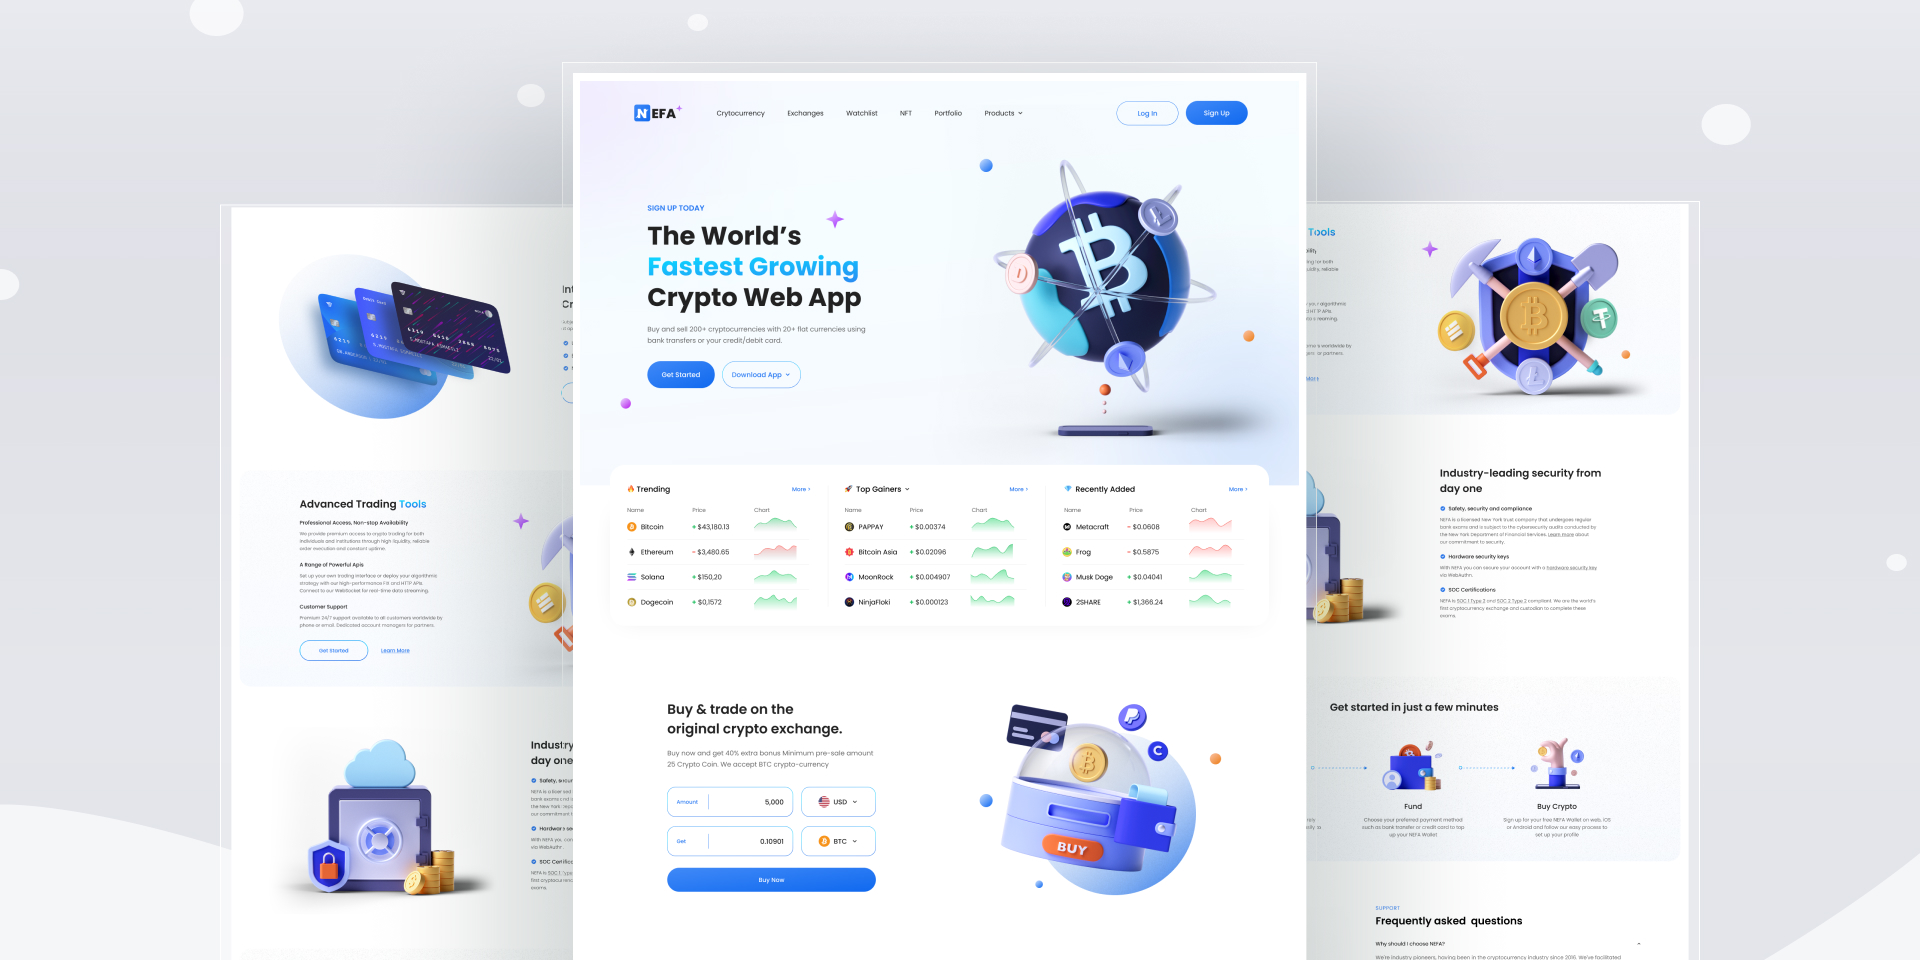 NEFA
Crytocurrency
Exchanges
Watchlist
NFT
Portfolio
Products
Log In
Sign Up
SIGN UP TODAY
The World's
Fastest Growing
Crypto Web App
Buy and sell 200+ cryptocurrencies with 20+ fiat currencies using
bank transfers or your credit/debit card.
Get Started
Download App
Trending
More
Name Price Chart
Bitcoin + $43,180.13
Ethereum - $3,480.65
Solana + $150,20
Dogecoin + $0,1572
Top Gainers
More
Name Price Chart
PAPPAY + $0.00374
Bitcoin Asia + $0.02096
MoonRock + $0.004907
NinjaFloki + $0.000123
Recently Added
More
Name Price Chart
Metacraft - $0.0608
Frog - $0.5875
Musk Doge + $0.04041
2SHARE + $1,366.24
Buy & trade on the
original crypto exchange.
Buy now and get 40% extra bonus Minimum pre-sale amount
25 Crypto Coin. We accept BTC crypto-currency
Amount 5,000
USD
Get 0.10901
BTC
Buy Now
BUY
Advanced Trading Tools
Professional Access, Non-stop Availability
We provide premium access to crypto trading for both
individuals and institutions through high liquidity, reliable
order execution and constant uptime.
A Range of Powerful Apis
Set up your own trading interface or deploy your algorithmic
strategy with our high-performance FIX and HTTP APIs.
Connect to our WebSocket for real-time data streaming.
Customer Support
Premium 24/7 support available to all customers worldwide by
phone or email. Dedicated account managers for partners.
Get Started
Learn More
Industry
day one
Tools
Industry-leading security from
day one
Safety, security and compliance
NEFA is a licensed New York trust company that undergoes regular
bank exams and is subject to the cybersecurity audits conducted by
the New York Department of Financial Services. Learn more about
our commitment to security.
Hardware security keys
With NEFA you can secure your account with a hardware security key
via WebAuthn.
SOC Certifications
NEFA is SOC 1 Type 2 and SOC 2 Type 2 compliant. We are the world's
first cryptocurrency exchange and custodian to complete these
exams.
Get started in just a few minutes
Fund
Choose your preferred payment method
such as bank transfer or credit card to top
up your NEFA Wallet
Buy Crypto
Sign up for your free NEFA Wallet on web, iOS
or Android and follow our easy process to
set up your profile
SUPPORT
Frequently asked questions
Why should I choose NEFA?
We're industry pioneers, having been in the cryptocurrency industry since 2016. We've facilitated